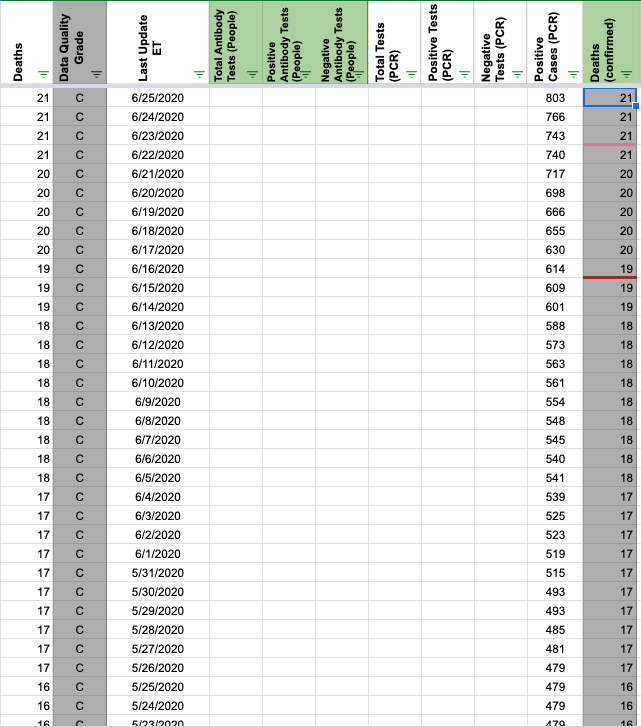 Deaths
Data Quality
Grade
Last Update
ET
Total Antibody
Tests (People)
Positive
Antibody Tests
(People)
Negative
Antibody Tests
(People)
Total Tests
(PCR)
Positive Tests
(PCR)
Negative
Tests (PCR)
Positive
Cases (PCR)
Deaths
(confirmed)
21 C 6/25/2020 803 21
21 C 6/24/2020 766 21
21 C 6/23/2020 743 21
21 C 6/22/2020 740 21
20 C 6/21/2020 717 20
20 C 6/20/2020 698 20
20 C 6/19/2020 666 20
20 C 6/18/2020 655 20
20 C 6/17/2020 630 20
19 C 6/16/2020 614 19
19 C 6/15/2020 609 19
19 C 6/14/2020 601 19
18 C 6/13/2020 588 18
18 C 6/12/2020 573 18
18 C 6/11/2020 563 18
18 C 6/10/2020 561 18
18 C 6/9/2020 554 18
18 C 6/8/2020 548 18
18 C 6/7/2020 545 18
18 C 6/6/2020 540 18
18 C 6/5/2020 541 18
17 C 6/4/2020 539 17
17 C 6/3/2020 525 17
17 C 6/2/2020 523 17
17 C 6/1/2020 519 17
17 C 5/31/2020 515 17
17 C 5/30/2020 493 17
17 C 5/29/2020 493 17
17 C 5/28/2020 485 17
17 C 5/27/2020 481 17
17 C 5/26/2020 479 17
16 C 5/25/2020 479 16
16 C 5/24/2020 479 16
16 C 5/23/2020 479 16